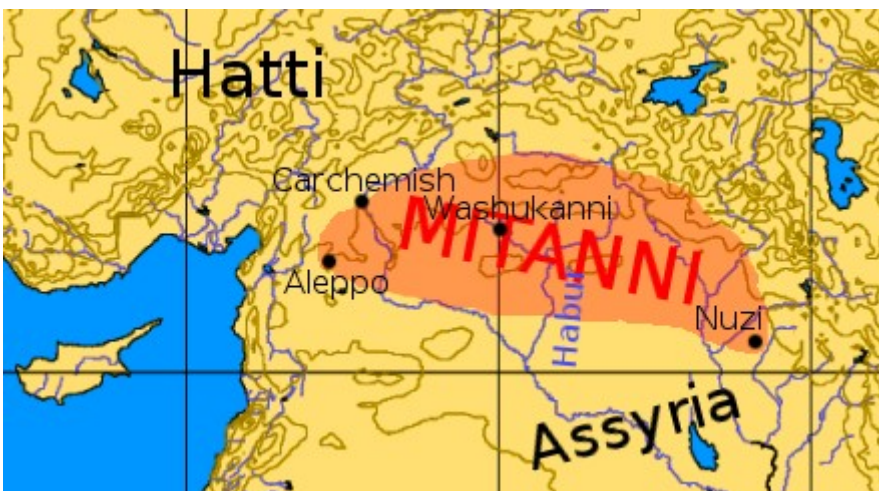 Hatti
Carchemish
Washukanni
MITANNI
Aleppo
Habur
Nuzi
Assyria